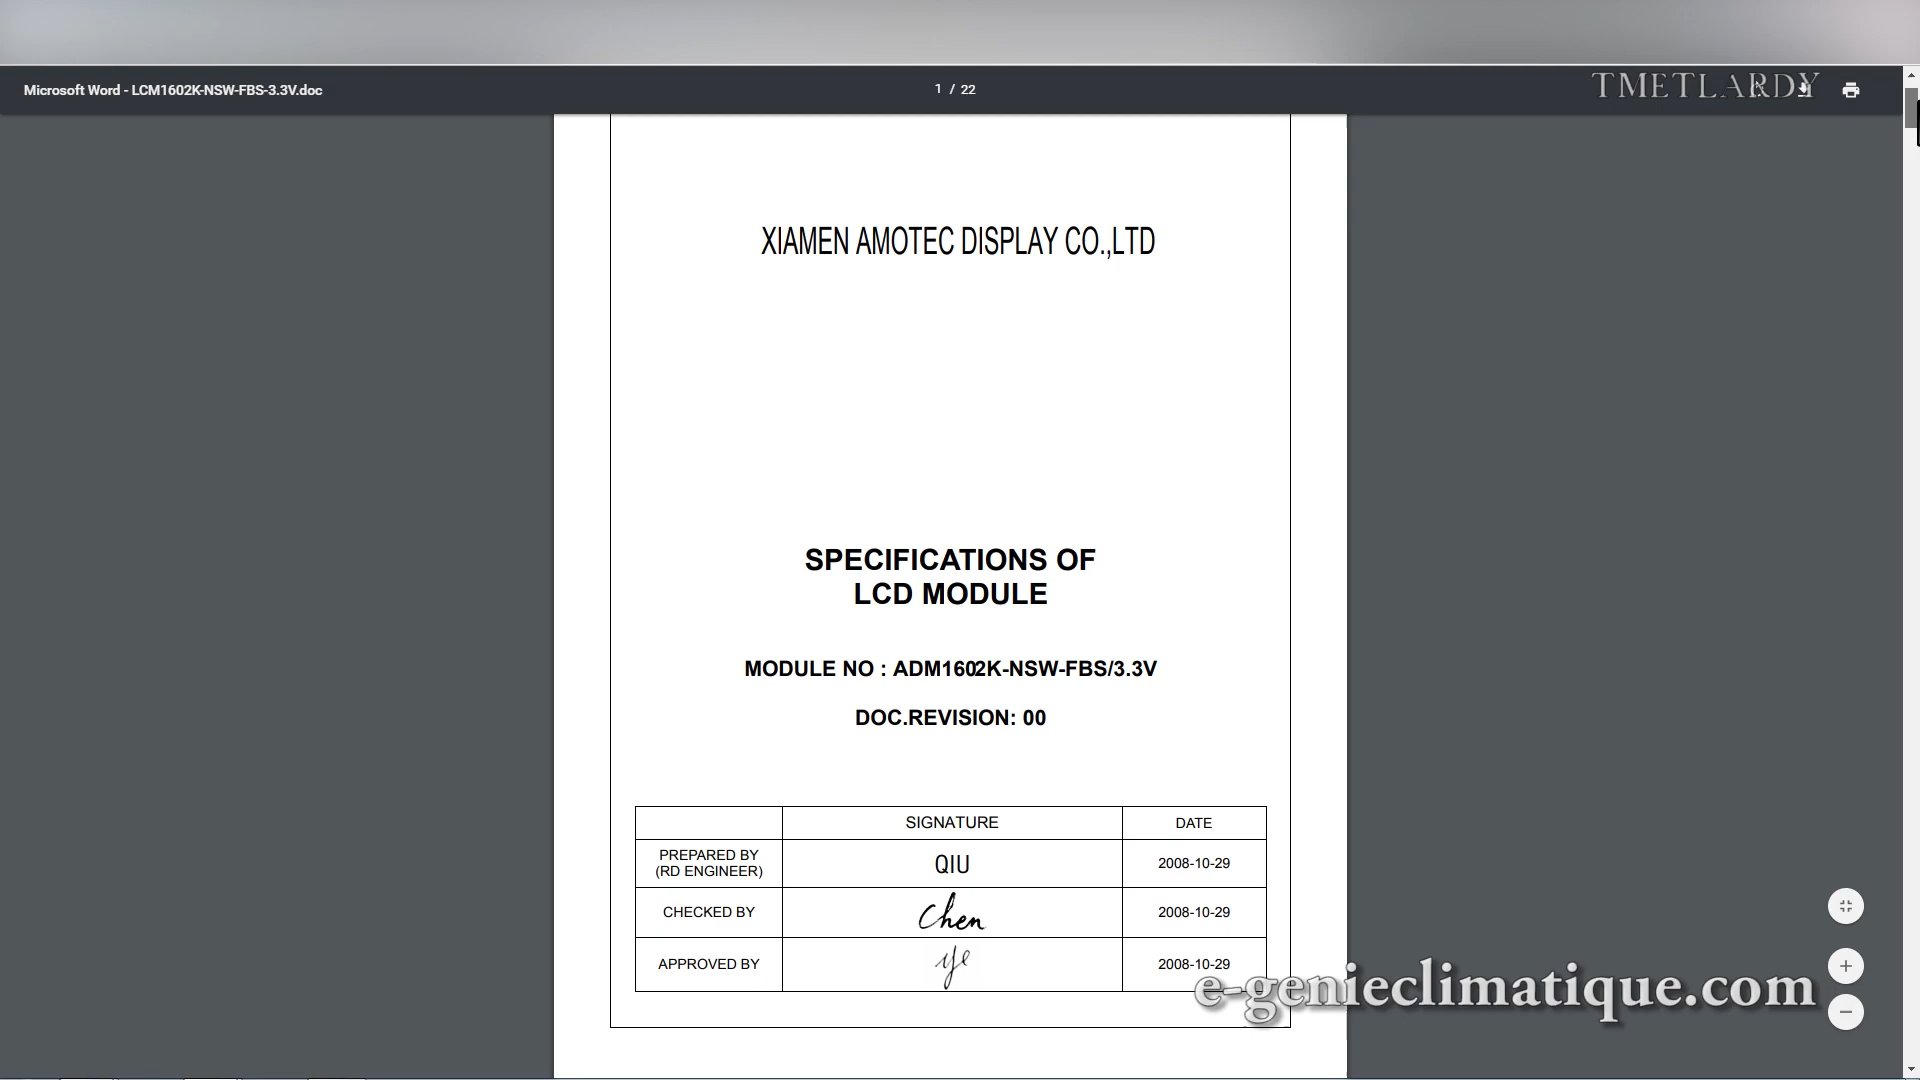 Microsoft Word - LCM1602K-NSW-FBS-3.3V.doc
1 / 22
TMETLARDY
XIAMEN AMOTEC DISPLAY CO.,LTD
SPECIFICATIONS OF
LCD MODULE
MODULE NO : ADM1602K-NSW-FBS/3.3V
DOC.REVISION: 00
SIGNATURE DATE
PREPARED BY
(RD ENGINEER) QIU 2008-10-29
CHECKED BY Chen 2008-10-29
APPROVED BY ye 2008-10-29
e-genieclimatique.com